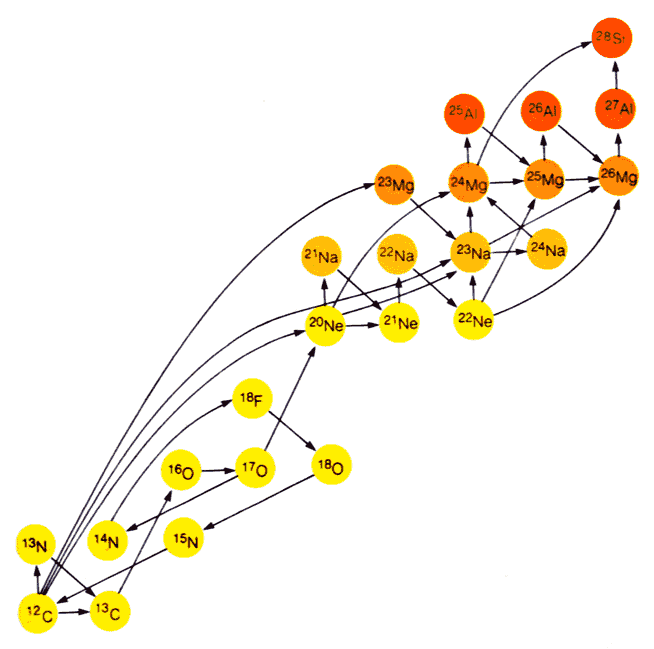 ²⁸Si
²⁵Al
²⁶Al
²⁷Al
²³Mg
²⁴Mg
²⁵Mg
²⁶Mg
²¹Na
²²Na
²³Na
²⁴Na
²⁰Ne
²¹Ne
²²Ne
¹⁸F
¹⁶O
¹⁷O
¹⁸O
¹³N
¹⁴N
¹⁵N
¹²C
¹³C